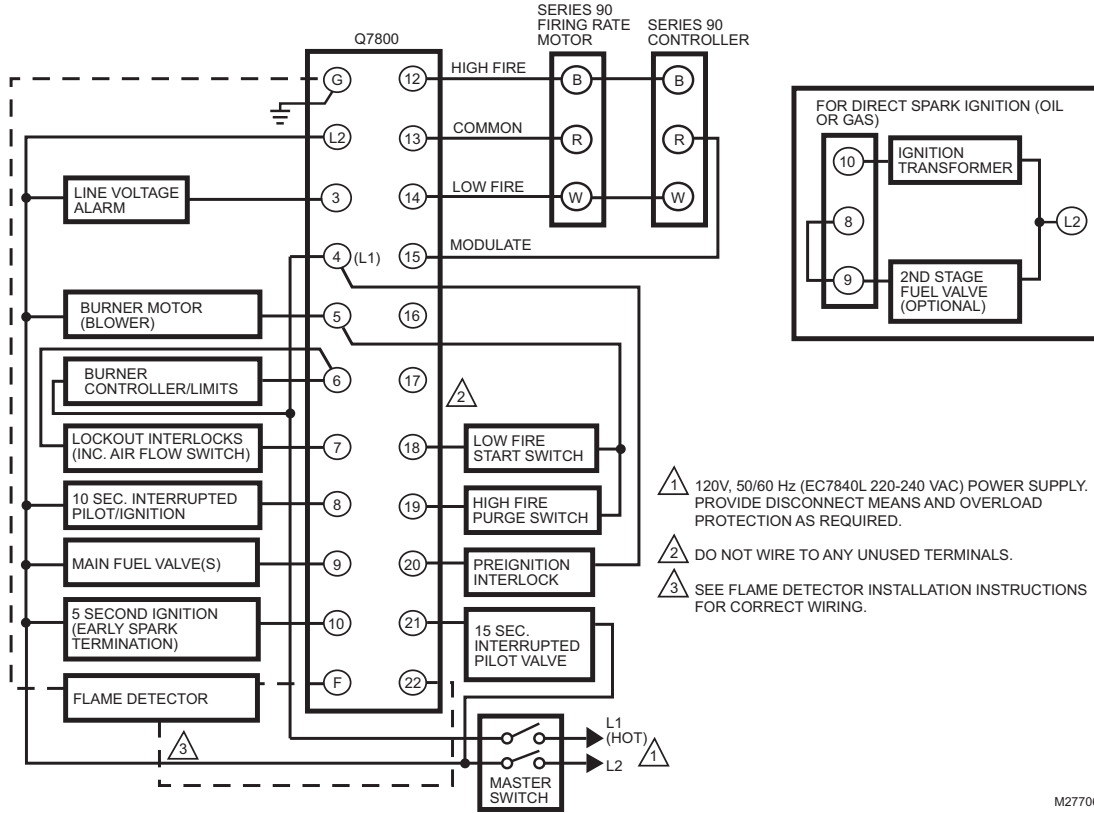 SERIES 90
FIRING RATE
MOTOR
SERIES 90
CONTROLLER
Q7800
G
12
HIGH FIRE
B
B
L2
13
COMMON
R
R
LINE VOLTAGE
ALARM
3
14
LOW FIRE
W
W
4
(L1)
15
MODULATE
BURNER MOTOR
(BLOWER)
5
16
BURNER
CONTROLLER/LIMITS
6
17
2
LOCKOUT INTERLOCKS
(INC. AIR FLOW SWITCH)
7
18
LOW FIRE
START SWITCH
10 SEC. INTERRUPTED
PILOT/IGNITION
8
19
HIGH FIRE
PURGE SWITCH
MAIN FUEL VALVE(S)
9
20
PREIGNITION
INTERLOCK
5 SECOND IGNITION
(EARLY SPARK
TERMINATION)
10
21
15 SEC.
INTERRUPTED
PILOT VALVE
FLAME DETECTOR
F
22
3
L1
(HOT)
1
L2
MASTER
SWITCH
FOR DIRECT SPARK IGNITION (OIL
OR GAS)
10
IGNITION
TRANSFORMER
8
L2
9
2ND STAGE
FUEL VALVE
(OPTIONAL)
1 120V, 50/60 Hz (EC7840L 220-240 VAC) POWER SUPPLY.
PROVIDE DISCONNECT MEANS AND OVERLOAD
PROTECTION AS REQUIRED.
2 DO NOT WIRE TO ANY UNUSED TERMINALS.
3 SEE FLAME DETECTOR INSTALLATION INSTRUCTIONS
FOR CORRECT WIRING.